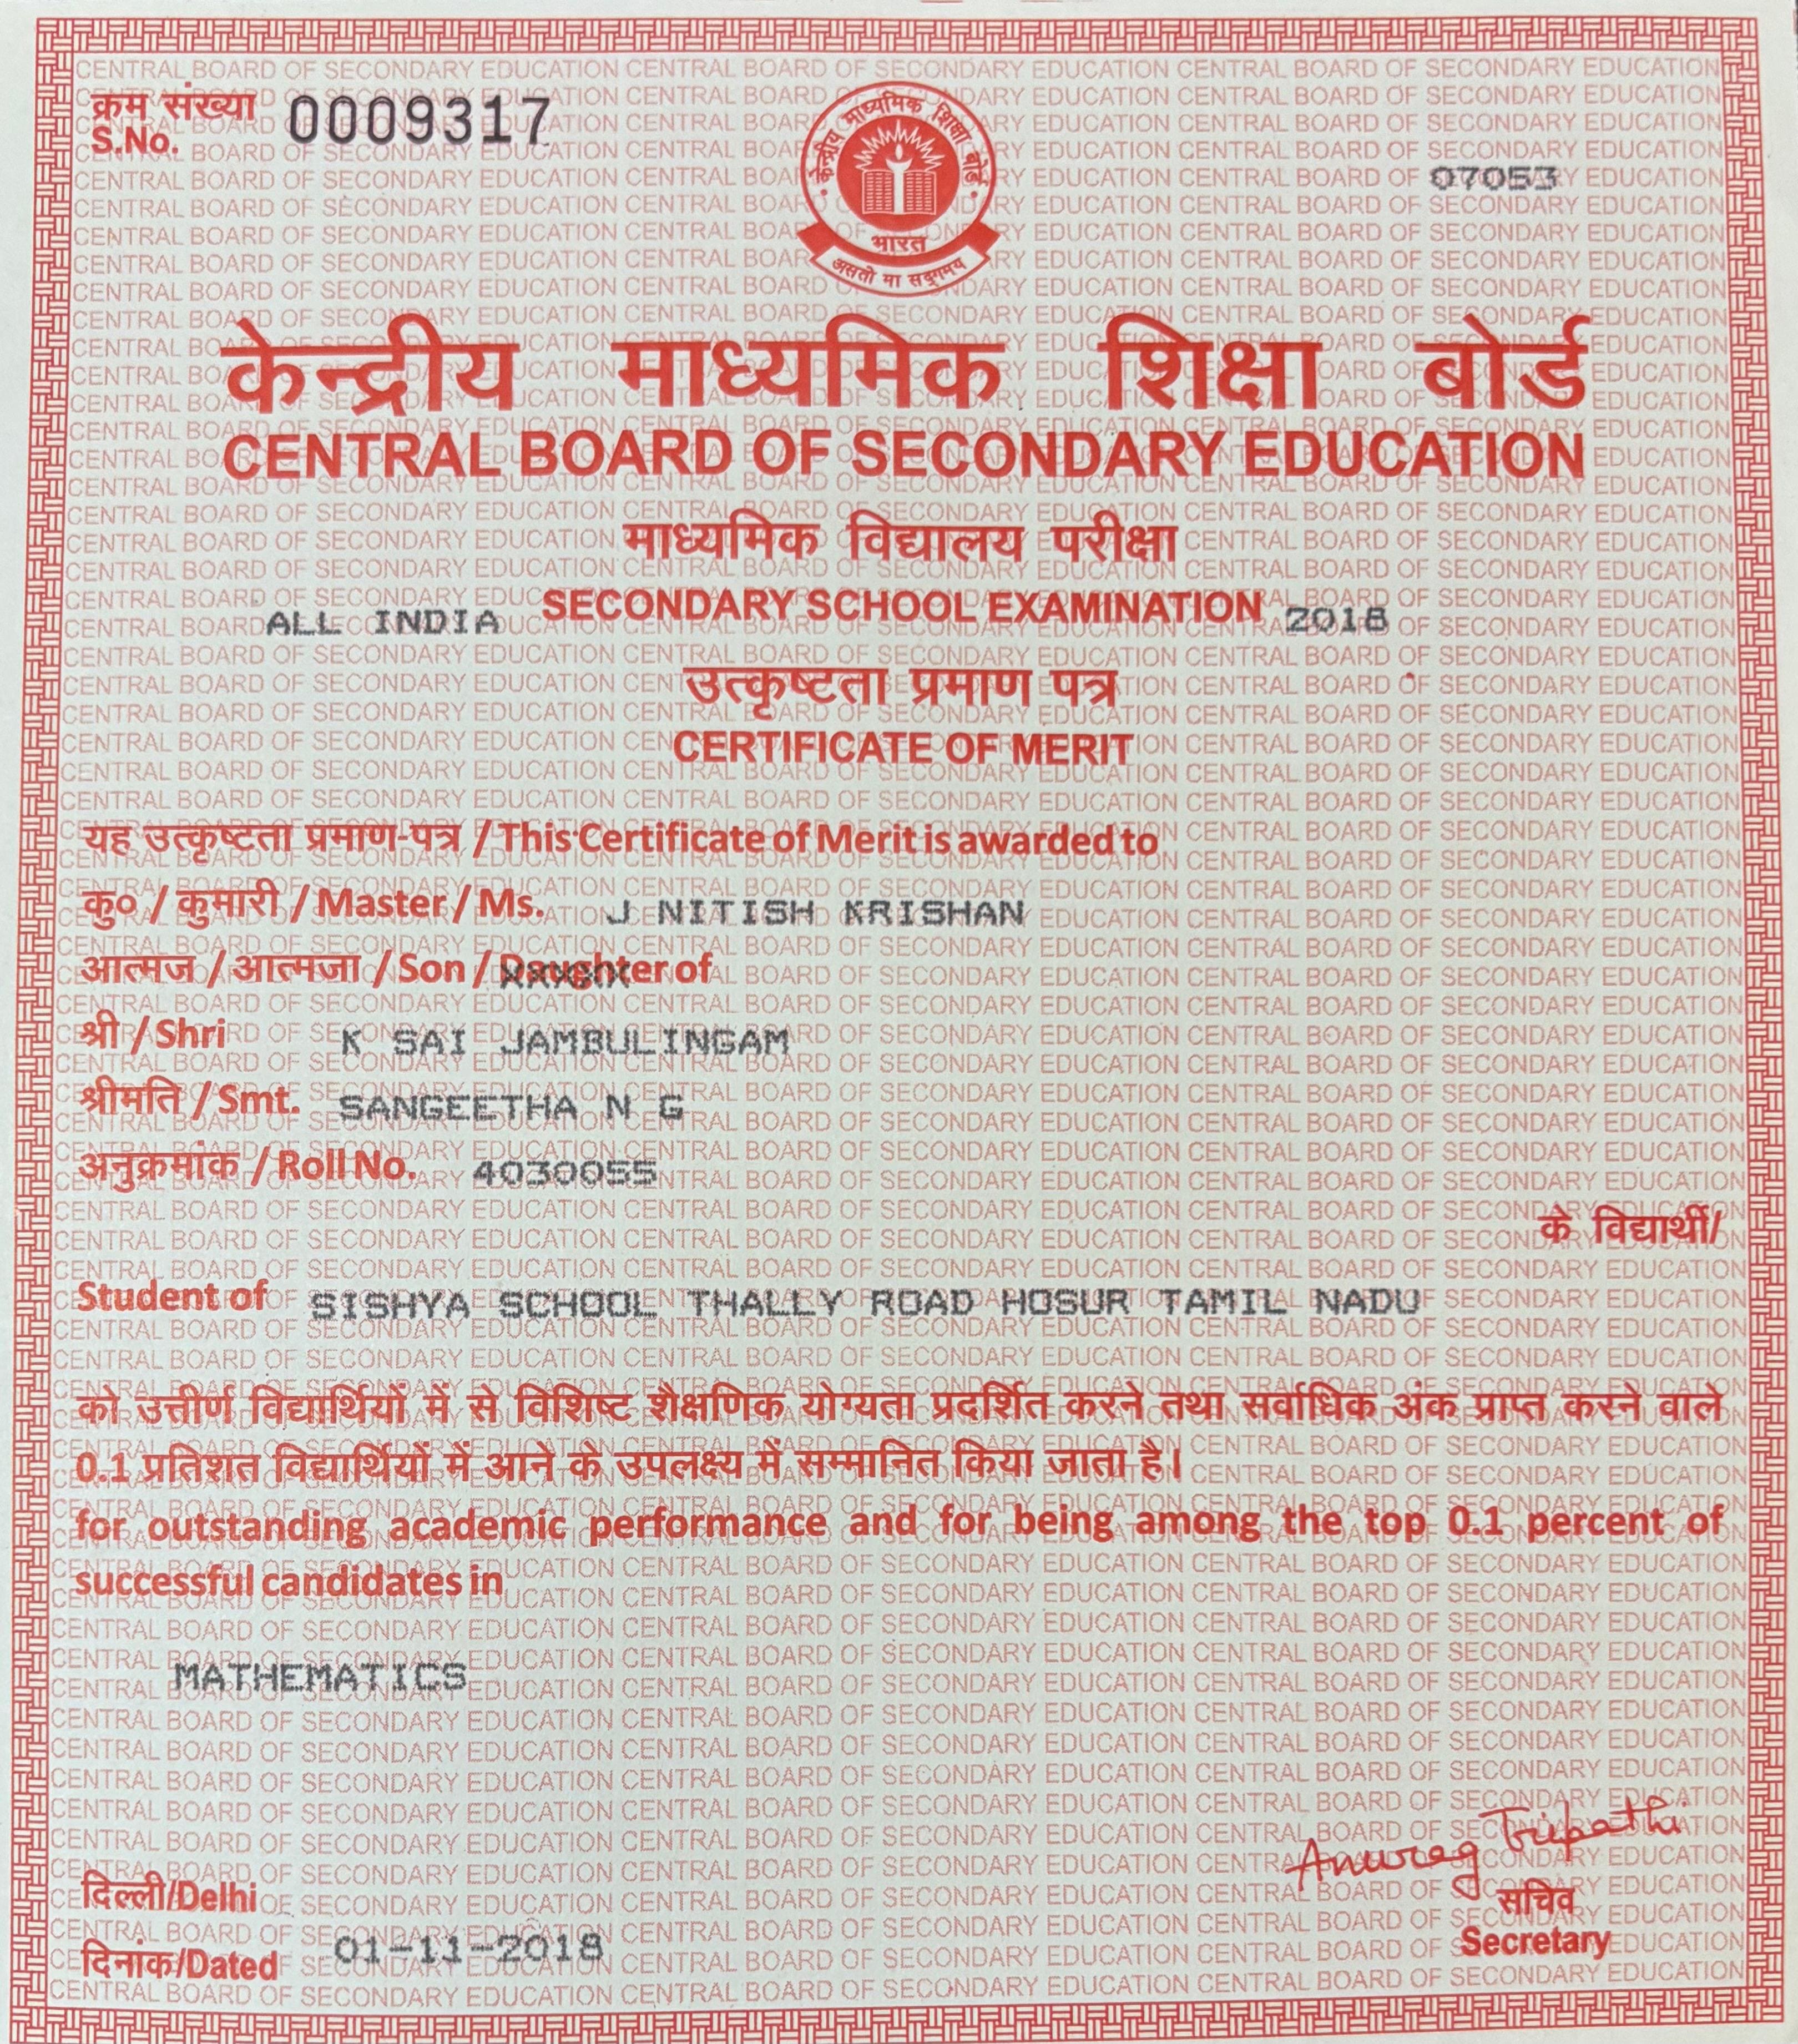 क्रम संख्या
S.No. 0009317
केन्द्रीय माध्यमिक शिक्षा बोर्ड
भारत
असतो मा सद्गमय
07053
केन्द्रीय माध्यमिक शिक्षा बोर्ड
CENTRAL BOARD OF SECONDARY EDUCATION
माध्यमिक विद्यालय परीक्षा
ALL INDIA SECONDARY SCHOOL EXAMINATION 2018
उत्कृष्टता प्रमाण पत्र
CERTIFICATE OF MERIT
यह उत्कृष्टता प्रमाण-पत्र / This Certificate of Merit is awarded to
कु० / कुमारी / Master / Ms. J NITISH KRISHAN
आत्मज / आत्मजा / Son / Daughter of
श्री / Shri K SAI JAMBULINGAM
श्रीमति / Smt. SANGEETHA N G
अनुक्रमांक / Roll No. 4030055
के विद्यार्थी/
Student of SISHYA SCHOOL THALLY ROAD HOSUR TAMIL NADU
को उत्तीर्ण विद्यार्थियों में से विशिष्ट शैक्षणिक योग्यता प्रदर्शित करने तथा सर्वाधिक अंक प्राप्त करने वाले
0.1 प्रतिशत विद्यार्थियों में आने के उपलक्ष्य में सम्मानित किया जाता है।
for outstanding academic performance and for being among the top 0.1 percent of
successful candidates in
MATHEMATICS
Anurag Tripathi
दिल्ली/Delhi
सचिव
Secretary
दिनांक/Dated 01-11-2018